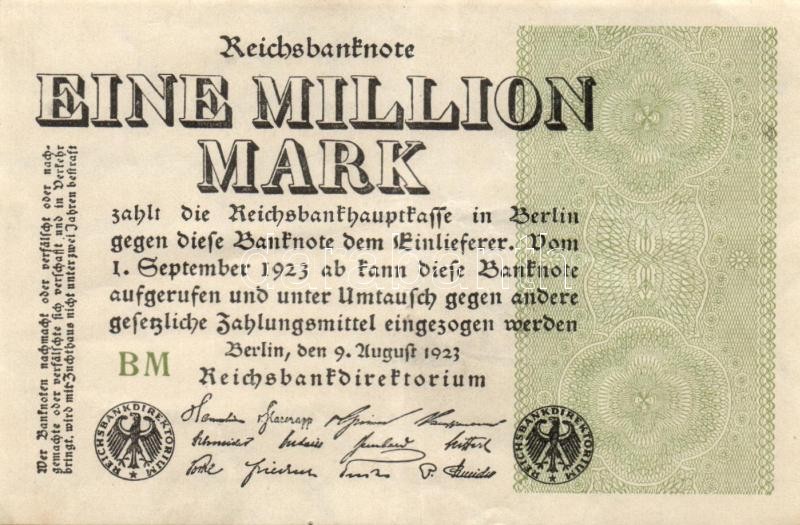 Reichsbanknote
EINE MILLION
MARK
zahlt die Reichsbankhauptkasse in Berlin
gegen diese Banknote dem Einlieferer. Vom
1. September 1923 ab kann diese Banknote
aufgerufen und unter Umtausch gegen andere
gesetzliche Zahlungsmittel eingezogen werden
Berlin, den 9. August 1923
BM
Reichsbankdirektorium
Wer Banknoten nachmacht oder verfälscht oder nach-
gemachte oder verfälschte sich verschafft und in Verkehr
bringt, wird mit Zuchthaus nicht unter zwei Jahren bestraft
REICHSBANKDIREKTORIUM
REICHSBANKDIREKTORIUM